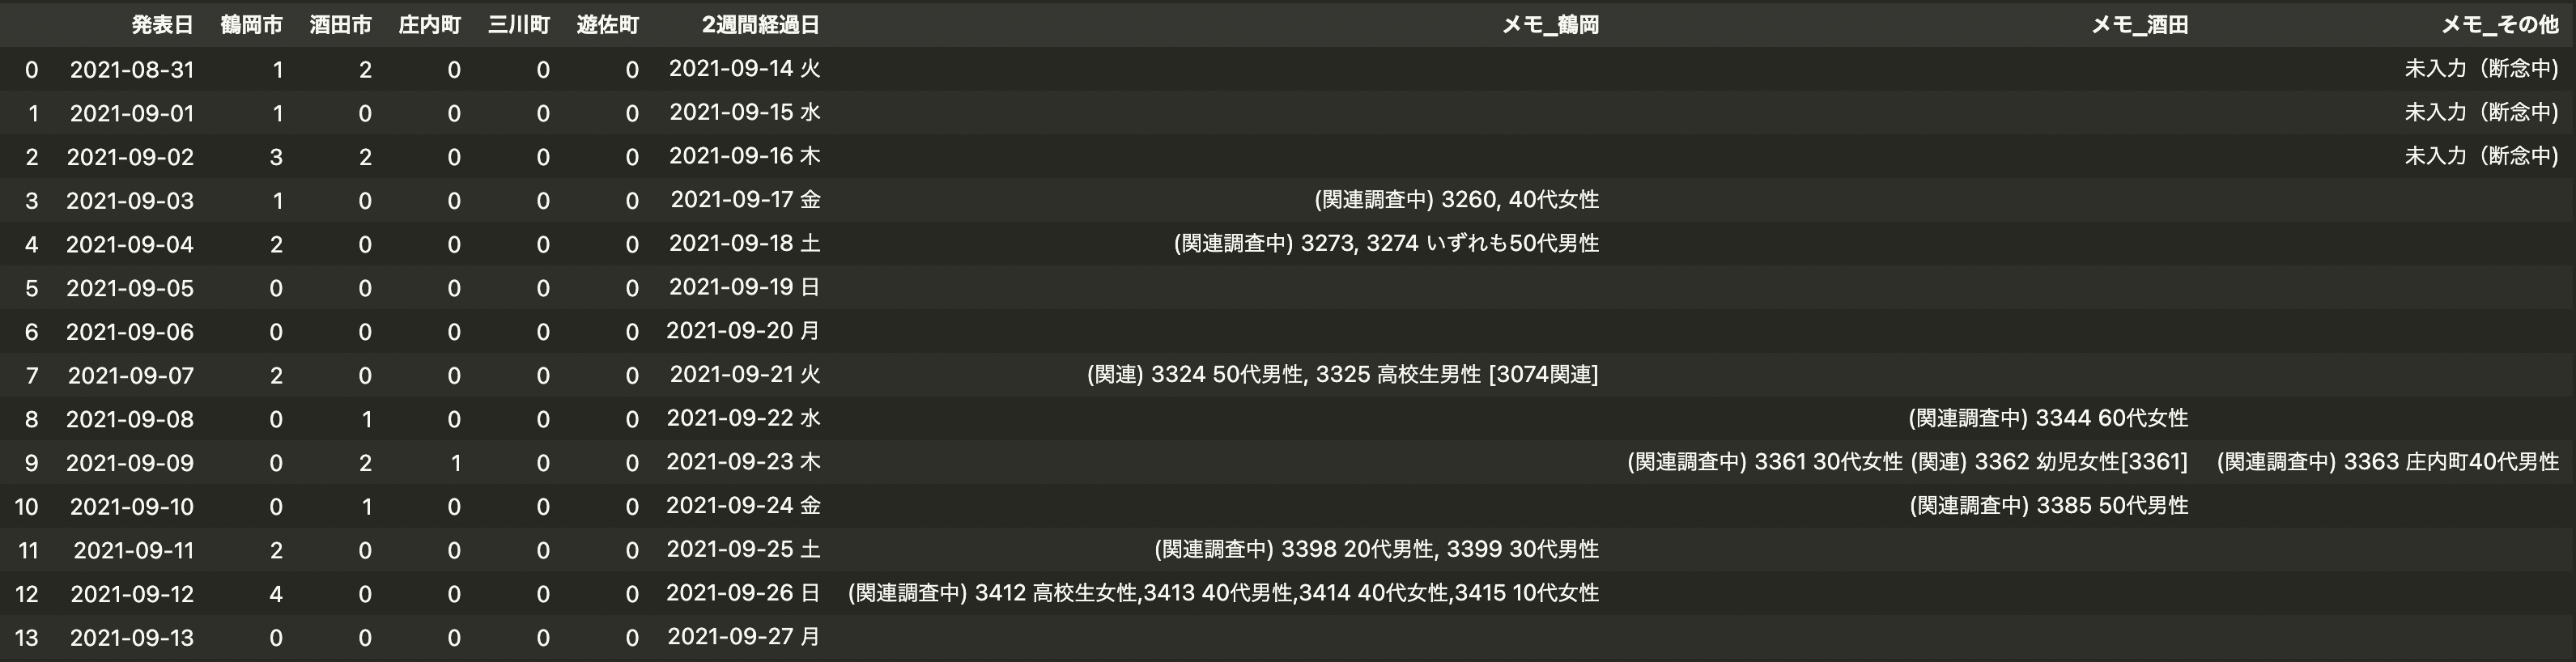 発表日 鶴岡市 酒田市 庄内町 三川町 遊佐町 2週間経過日 メモ_鶴岡 メモ_酒田 メモ_その他
0 2021-08-31 1 2 0 0 0 2021-09-14 火 未入力（断念中)
1 2021-09-01 1 0 0 0 0 2021-09-15 水 未入力（断念中)
2 2021-09-02 3 2 0 0 0 2021-09-16 木 未入力（断念中)
3 2021-09-03 1 0 0 0 0 2021-09-17 金 (関連調査中) 3260, 40代女性
4 2021-09-04 2 0 0 0 0 2021-09-18 土 (関連調査中) 3273, 3274 いずれも50代男性
5 2021-09-05 0 0 0 0 0 2021-09-19 日
6 2021-09-06 0 0 0 0 0 2021-09-20 月
7 2021-09-07 2 0 0 0 0 2021-09-21 火 (関連) 3324 50代男性, 3325 高校生男性 [3074関連]
8 2021-09-08 0 1 0 0 0 2021-09-22 水 (関連調査中) 3344 60代女性
9 2021-09-09 0 2 1 0 0 2021-09-23 木 (関連調査中) 3361 30代女性 (関連) 3362 幼児女性[3361] (関連調査中) 3363 庄内町40代男性
10 2021-09-10 0 1 0 0 0 2021-09-24 金 (関連調査中) 3385 50代男性
11 2021-09-11 2 0 0 0 0 2021-09-25 土 (関連調査中) 3398 20代男性, 3399 30代男性
12 2021-09-12 4 0 0 0 0 2021-09-26 日 (関連調査中) 3412 高校生女性,3413 40代男性,3414 40代女性,3415 10代女性
13 2021-09-13 0 0 0 0 0 2021-09-27 月